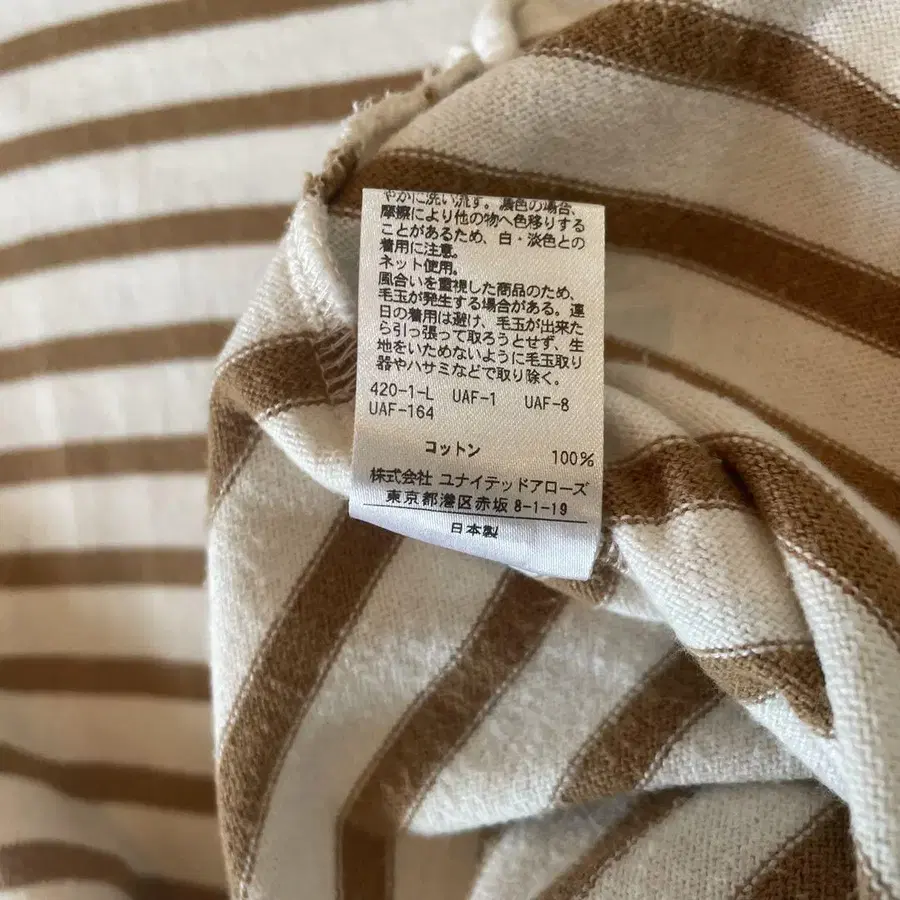 やかに洗い流す。濃色の場合、
摩擦により他の物へ色移りする
ことがあるため、白・淡色との
着用に注意。
ネット使用。
風合いを重視した商品のため、
毛玉が発生する場合がある。連
日の着用は避け、毛玉が出来た
ら引っ張って取ろうとせず、生
地をいためないように毛玉取り
器やハサミなどで取り除く。
420-1-L UAF-1 UAF-8
UAF-164
コットン 100%
株式会社 ユナイテッドアローズ
東京都港区赤坂 8-1-19
日本製